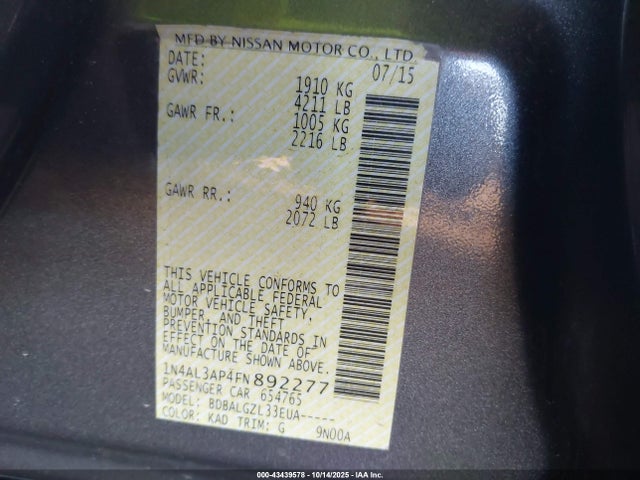 MFD BY NISSAN MOTOR CO., LTD
DATE: 07/15
GVWR: 1910 KG
4211 LB
GAWR FR.: 1005 KG
2216 LB
GAWR RR.: 940 KG
2072 LB
THIS VEHICLE CONFORMS TO
ALL APPLICABLE FEDERAL
MOTOR VEHICLE SAFETY,
BUMPER, AND THEFT
PREVENTION STANDARDS IN
EFFECT ON THE DATE OF
MANUFACTURE SHOWN ABOVE.
1N4AL3AP4FN892277
PASSENGER CAR 654765
MODEL: BDBALGZL33EUA-----
COLOR: KAD TRIM: G 9N00A
000-43439578 - 10/14/2025 - IAA Inc.